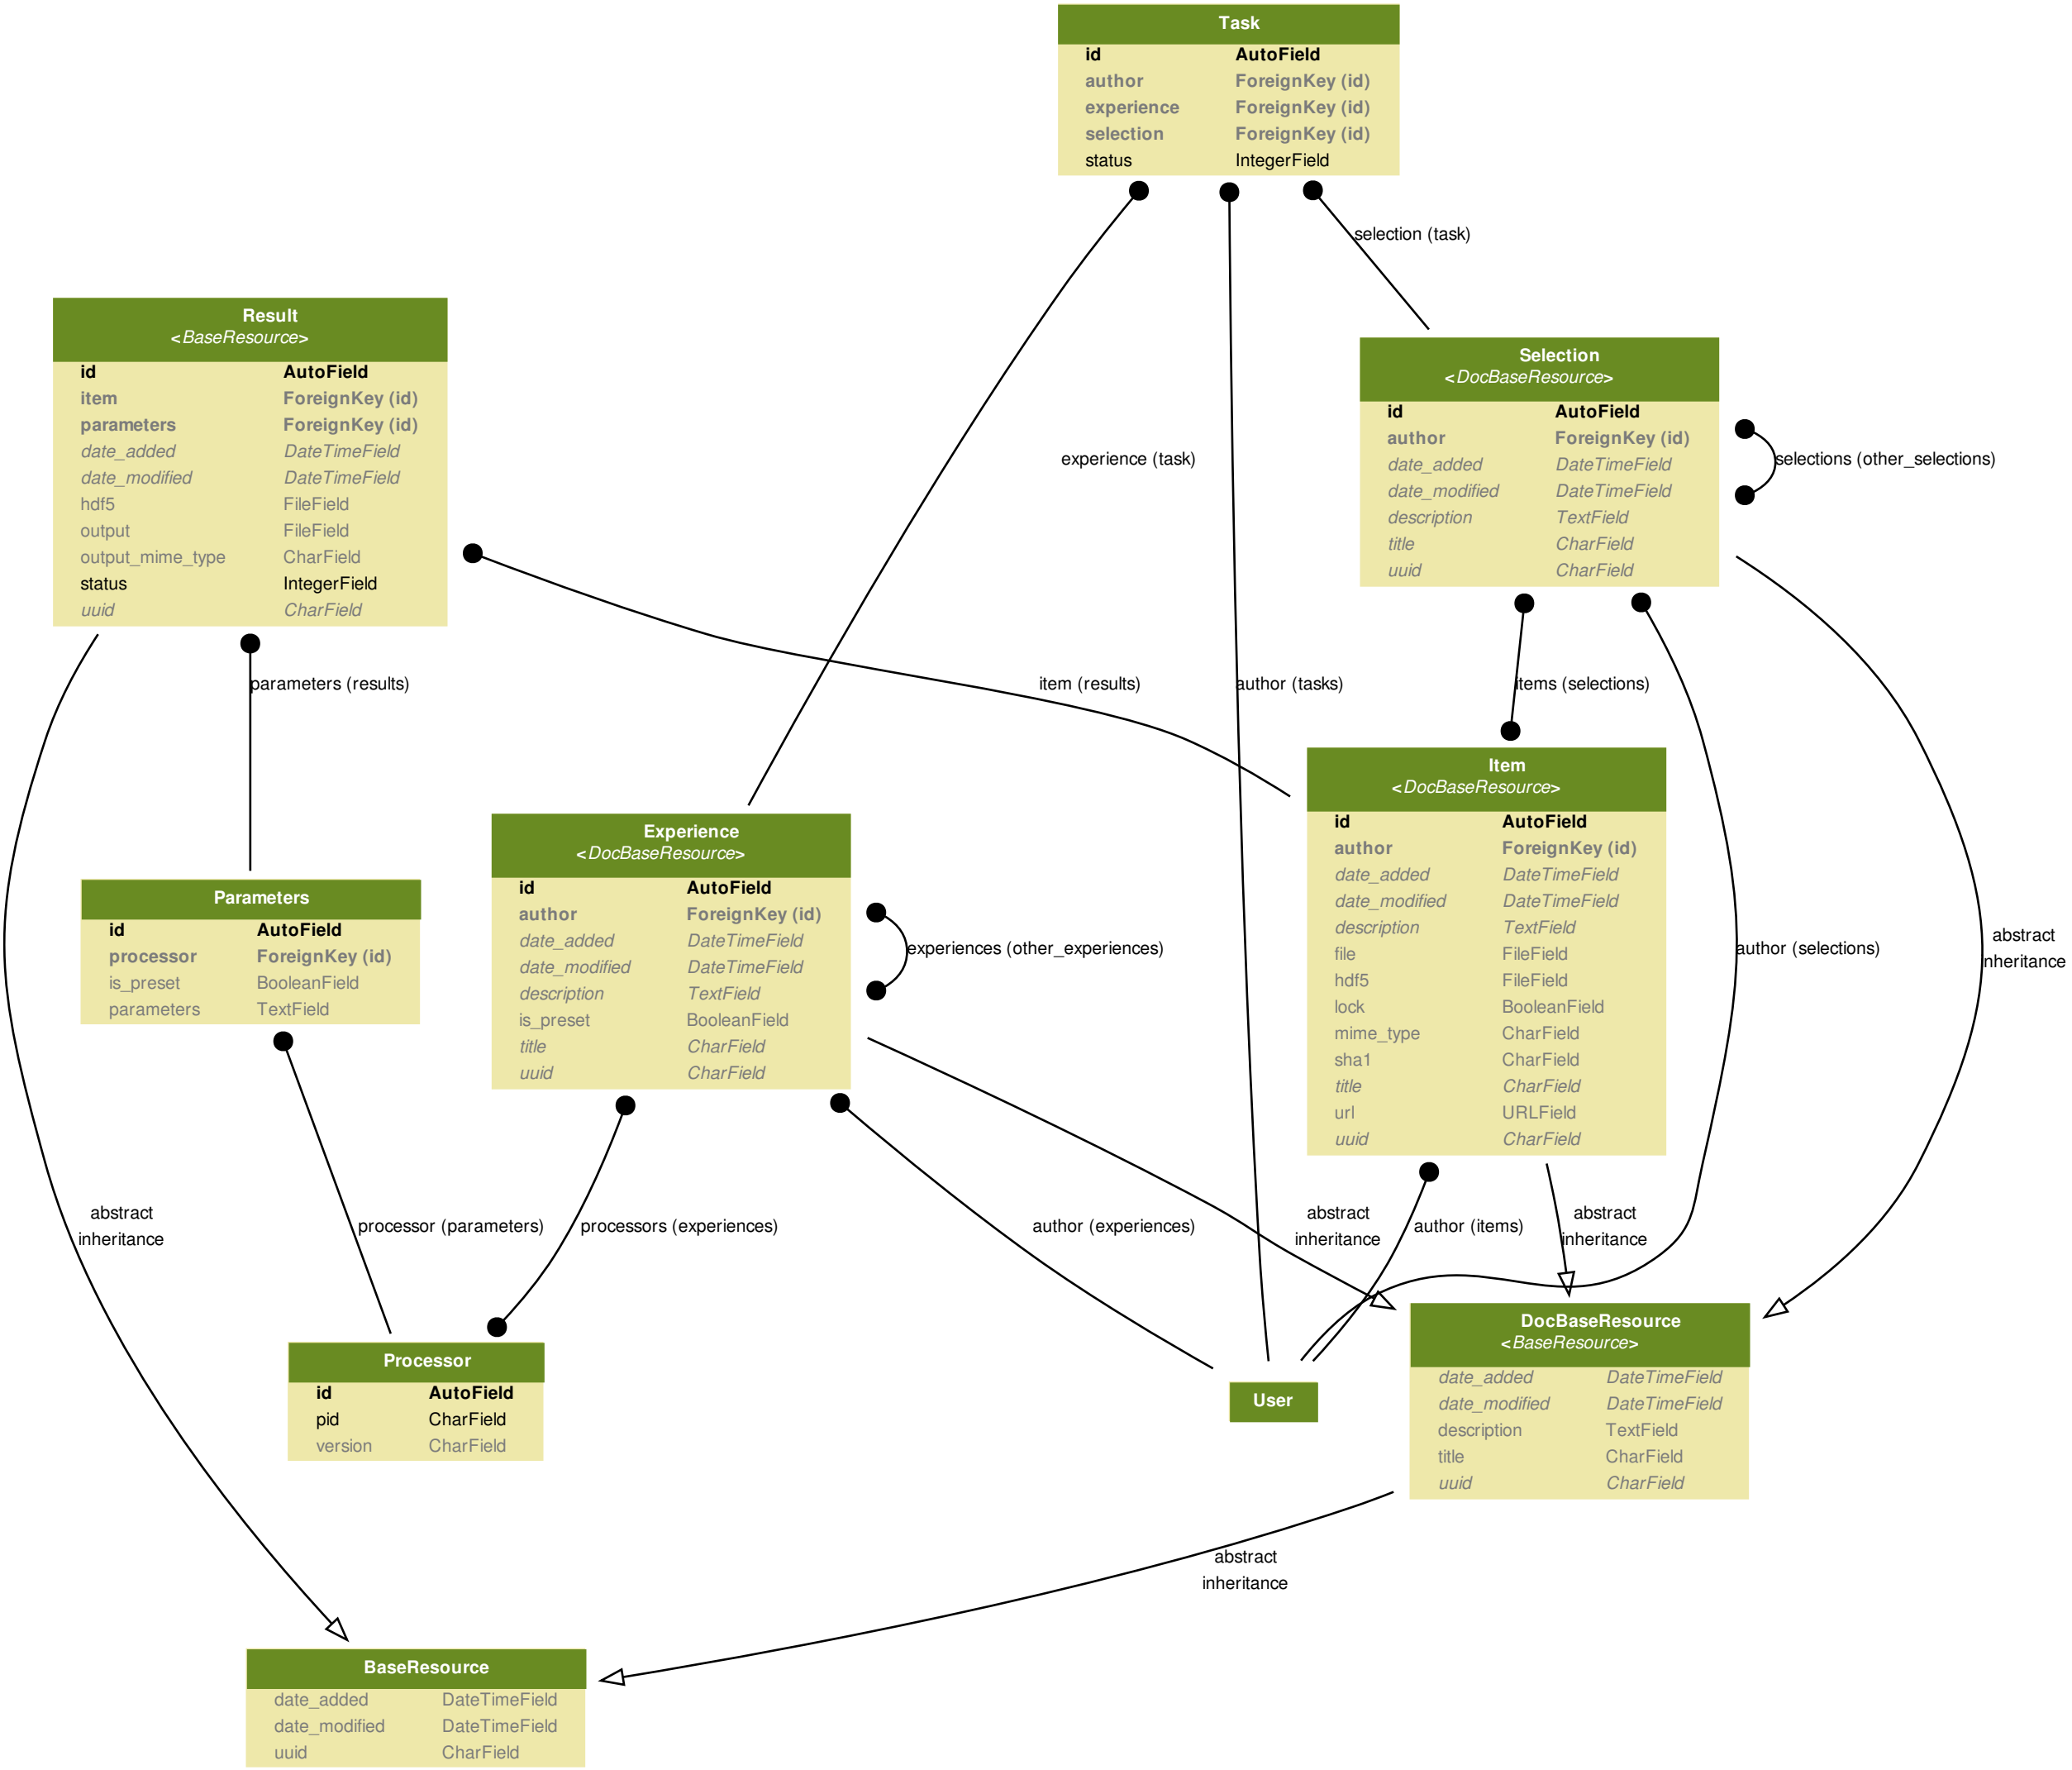 Task
id AutoField
author ForeignKey (id)
experience ForeignKey (id)
selection ForeignKey (id)
status IntegerField
selection (task)
Result
<BaseResource>
id AutoField
item ForeignKey (id)
parameters ForeignKey (id)
date_added DateTimeField
date_modified DateTimeField
hdf5 FileField
output FileField
output_mime_type CharField
status IntegerField
uuid CharField
Selection
<DocBaseResource>
id AutoField
author ForeignKey (id)
date_added DateTimeField
date_modified DateTimeField
description TextField
title CharField
uuid CharField
experience (task)
selections (other_selections)
parameters (results)
item (results)
author (tasks)
items (selections)
Item
<DocBaseResource>
id AutoField
author ForeignKey (id)
date_added DateTimeField
date_modified DateTimeField
description TextField
file FileField
hdf5 FileField
lock BooleanField
mime_type CharField
sha1 CharField
title CharField
url URLField
uuid CharField
Experience
<DocBaseResource>
id AutoField
author ForeignKey (id)
date_added DateTimeField
date_modified DateTimeField
description TextField
is_preset BooleanField
title CharField
uuid CharField
Parameters
id AutoField
processor ForeignKey (id)
is_preset BooleanField
parameters TextField
experiences (other_experiences)
author (selections)
abstract
inheritance
abstract
inheritance
processor (parameters)
processors (experiences)
author (experiences)
abstract
inheritance
author (items)
abstract
inheritance
DocBaseResource
<BaseResource>
date_added DateTimeField
date_modified DateTimeField
description TextField
title CharField
uuid CharField
Processor
id AutoField
pid CharField
version CharField
User
abstract
inheritance
BaseResource
date_added DateTimeField
date_modified DateTimeField
uuid CharField